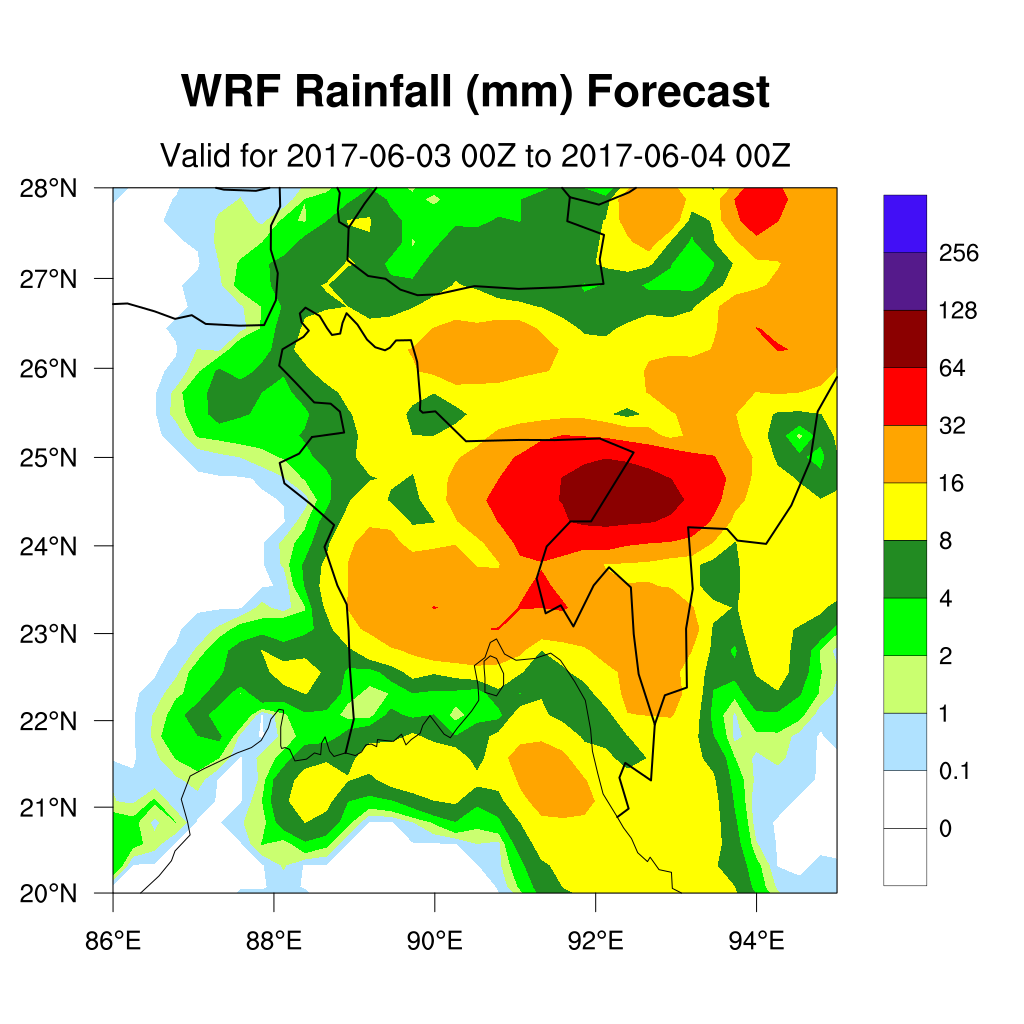 WRF Rainfall (mm) Forecast
Valid for 2017-06-03 00Z to 2017-06-04 00Z
28°N
27°N
26°N
25°N
24°N
23°N
22°N
21°N
20°N
86°E 88°E 90°E 92°E 94°E
256
128
64
32
16
8
4
2
1
0.1
0